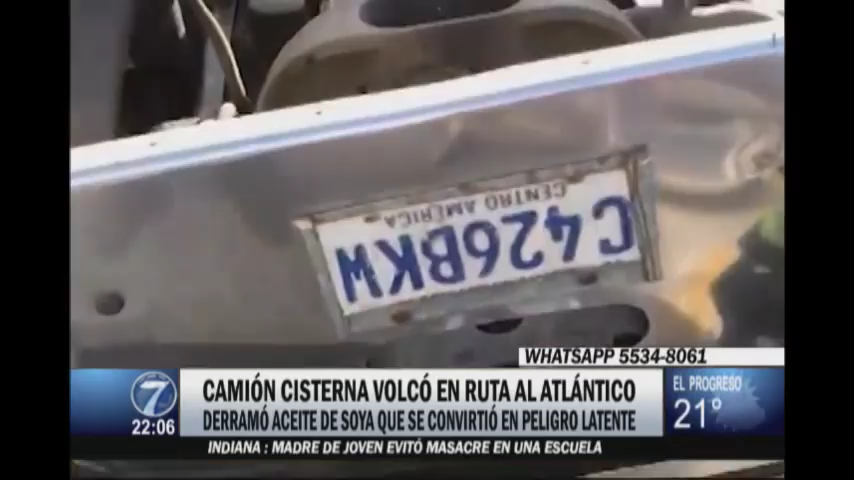 CENTRO AMÉRICA
C426BKW
WHATSAPP 5534-8061
CAMIÓN CISTERNA VOLCÓ EN RUTA AL ATLÁNTICO
DERRAMÓ ACEITE DE SOYA QUE SE CONVIRTIÓ EN PELIGRO LATENTE
EL PROGRESO
21°
7
22:06
INDIANA : MADRE DE JOVEN EVITÓ MASACRE EN UNA ESCUELA